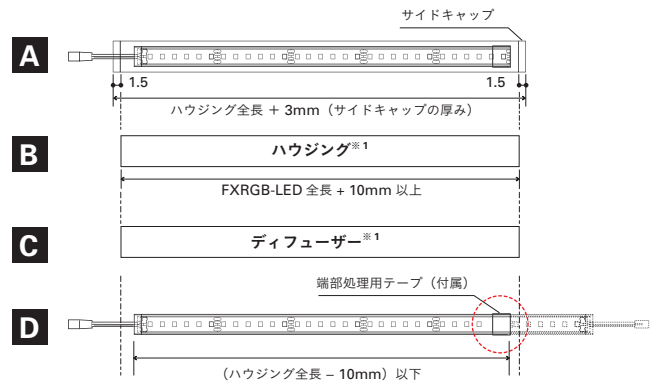 サイドキャップ
A
1.5
1.5
ハウジング全長 + 3mm（サイドキャップの厚み）
B
ハウジング※1
FXRGB-LED 全長 + 10mm 以上
C
ディフューザー※1
端部処理用テープ（付属）
D
（ハウジング全長 – 10mm）以下